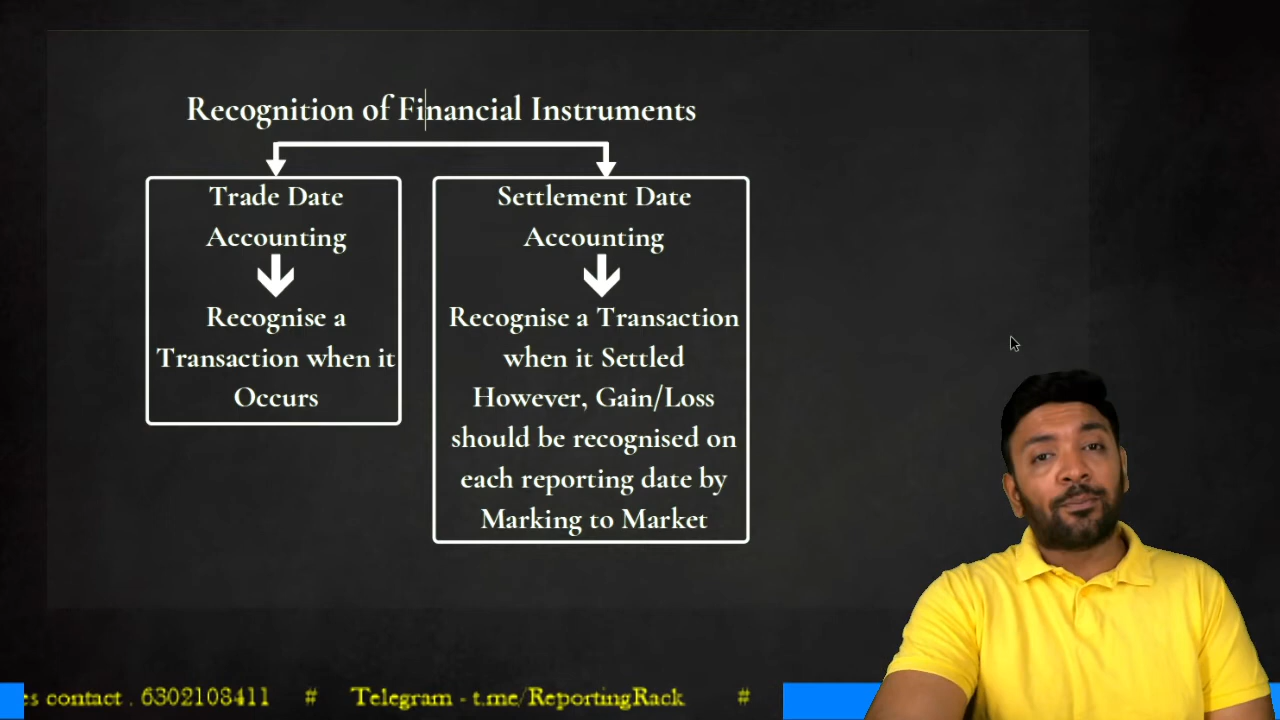 Recognition of Financial Instruments
Trade Date
Accounting
Recognise a
Transaction when it
Occurs
Settlement Date
Accounting
Recognise a Transaction
when it Settled
However, Gain/Loss
should be recognised on
each reporting date by
Marking to Market
es contact . 6302108411 # Telegram - t.me/ReportingRack #